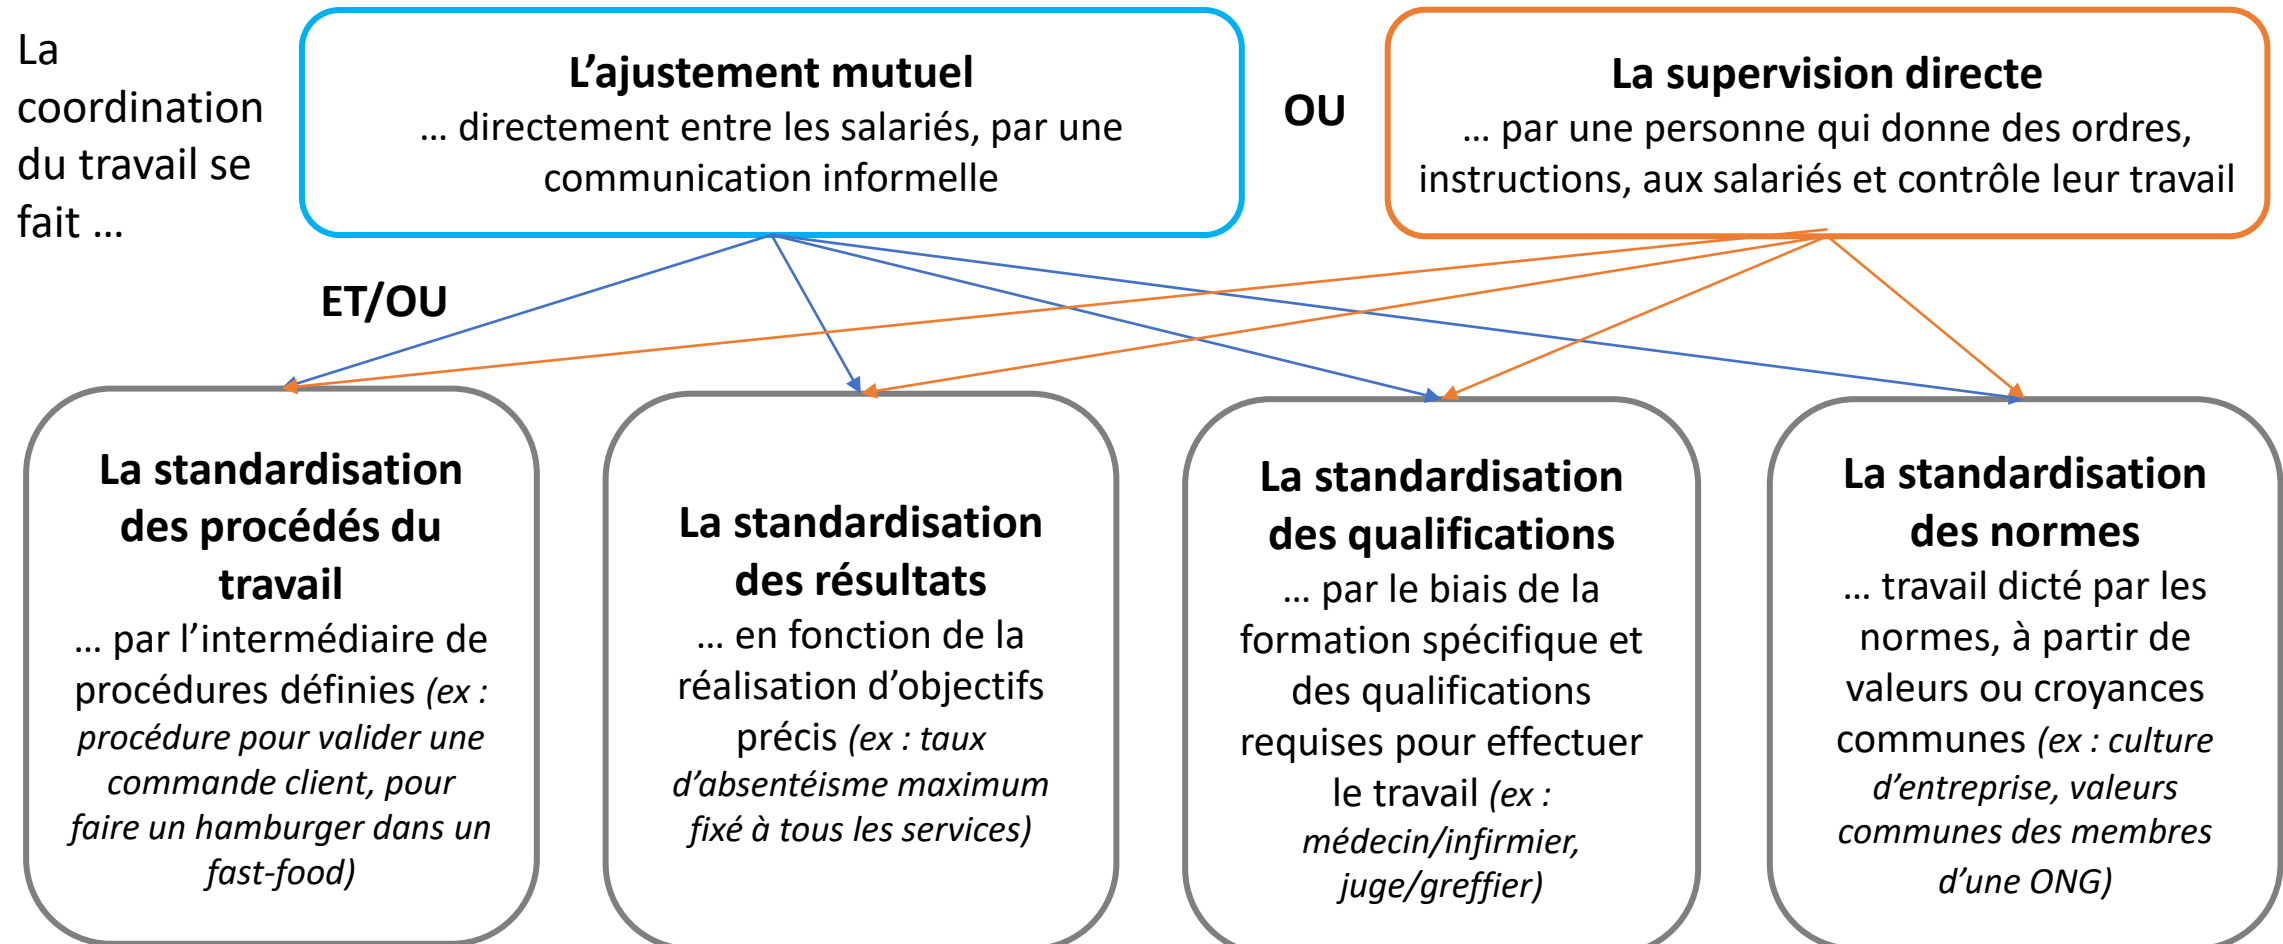 La
coordination
du travail se
fait …
L’ajustement mutuel
… directement entre les salariés, par une
communication informelle
OU
La supervision directe
… par une personne qui donne des ordres,
instructions, aux salariés et contrôle leur travail
ET/OU
La standardisation
des procédés du
travail
… par l’intermédiaire de
procédures définies (ex :
procédure pour valider une
commande client, pour
faire un hamburger dans un
fast-food)
La standardisation
des résultats
… en fonction de la
réalisation d’objectifs
précis (ex : taux
d’absentéisme maximum
fixé à tous les services)
La standardisation
des qualifications
… par le biais de la
formation spécifique et
des qualifications
requises pour effectuer
le travail (ex :
médecin/infirmier,
juge/greffier)
La standardisation
des normes
… travail dicté par les
normes, à partir de
valeurs ou croyances
communes (ex : culture
d’entreprise, valeurs
communes des membres
d’une ONG)